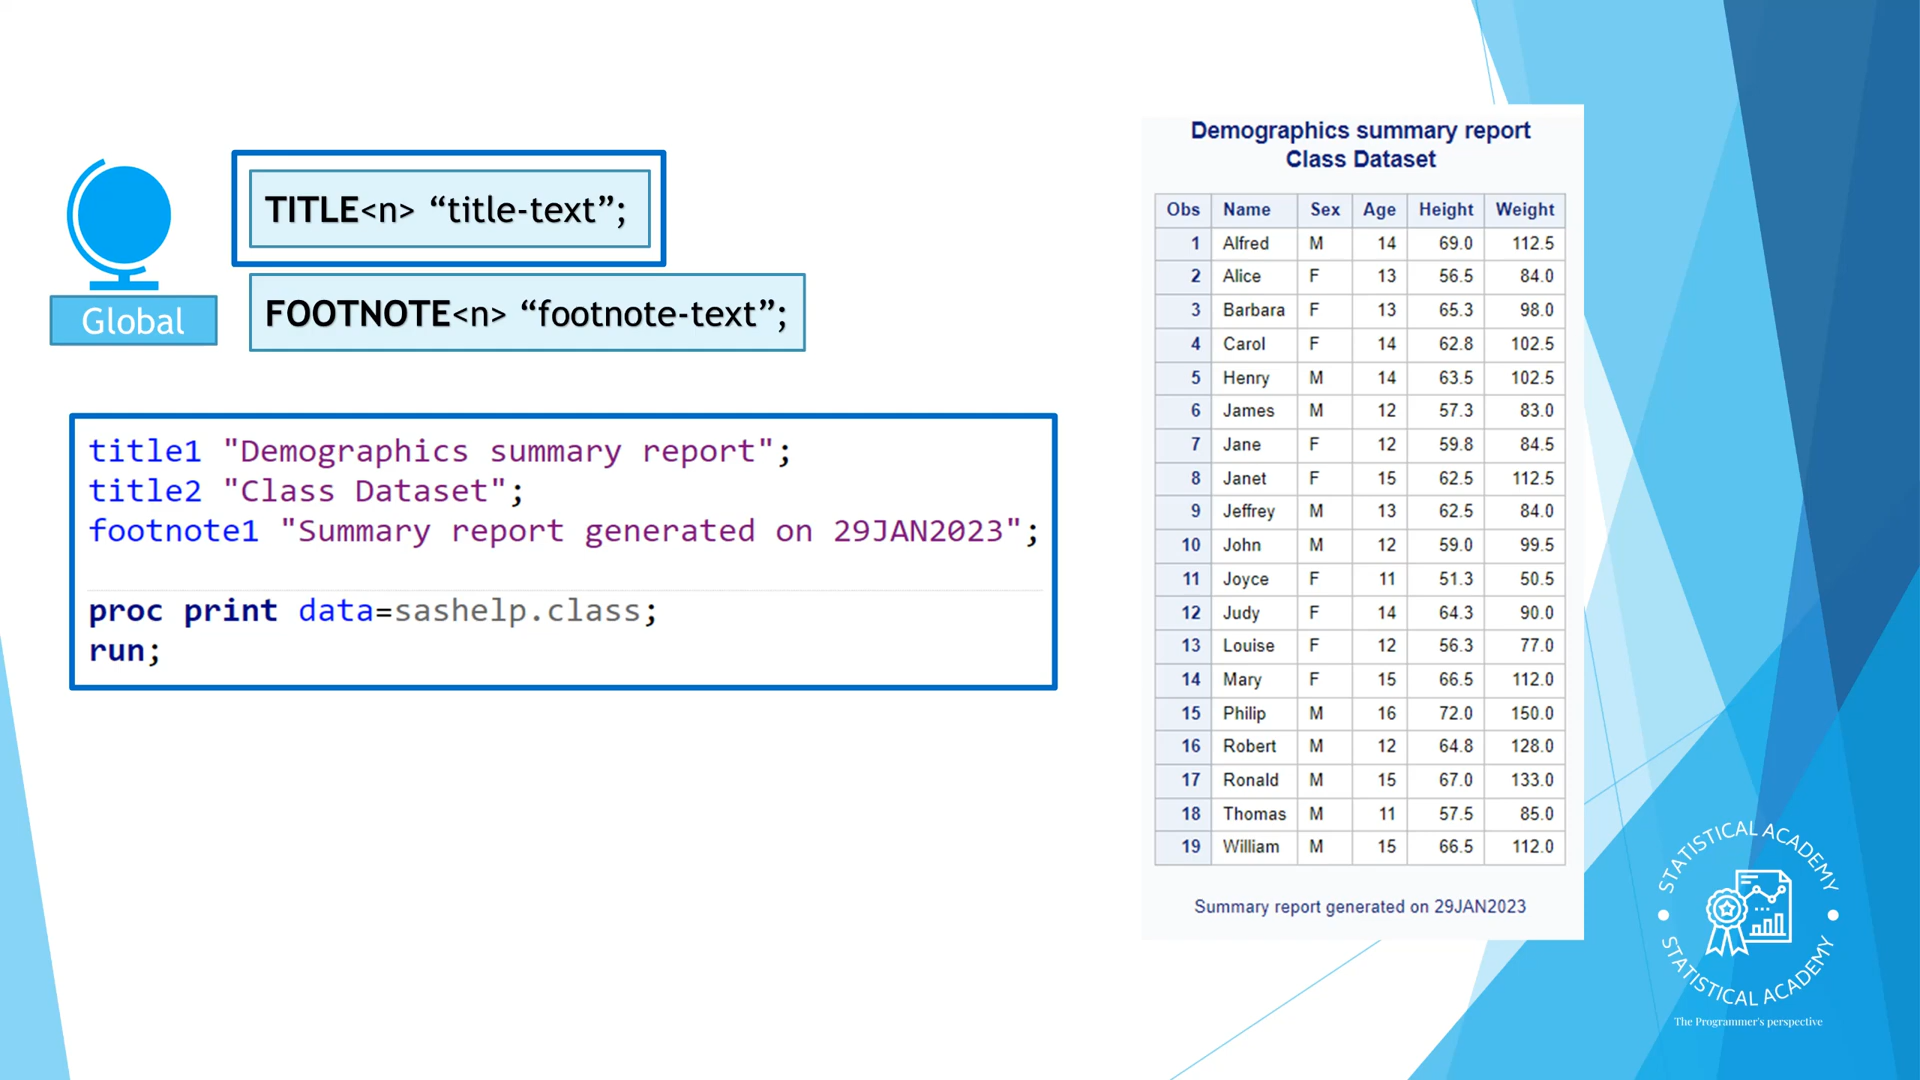 TITLE<n> “title-text”;
Global
FOOTNOTE<n> “footnote-text”;
title1 "Demographics summary report";
title2 "Class Dataset";
footnote1 "Summary report generated on 29JAN2023";
proc print data=sashelp.class;
run;
Demographics summary report
Class Dataset
Obs Name Sex Age Height Weight
1 Alfred M 14 69.0 112.5
2 Alice F 13 56.5 84.0
3 Barbara F 13 65.3 98.0
4 Carol F 14 62.8 102.5
5 Henry M 14 63.5 102.5
6 James M 12 57.3 83.0
7 Jane F 12 59.8 84.5
8 Janet F 15 62.5 112.5
9 Jeffrey M 13 62.5 84.0
10 John M 12 59.0 99.5
11 Joyce F 11 51.3 50.5
12 Judy F 14 64.3 90.0
13 Louise F 12 56.3 77.0
14 Mary F 15 66.5 112.0
15 Philip M 16 72.0 150.0
16 Robert M 12 64.8 128.0
17 Ronald M 15 67.0 133.0
18 Thomas M 11 57.5 85.0
19 William M 15 66.5 112.0
Summary report generated on 29JAN2023
STATISTICAL ACADEMY
STATISTICAL ACADEMY
The Programmer's perspective